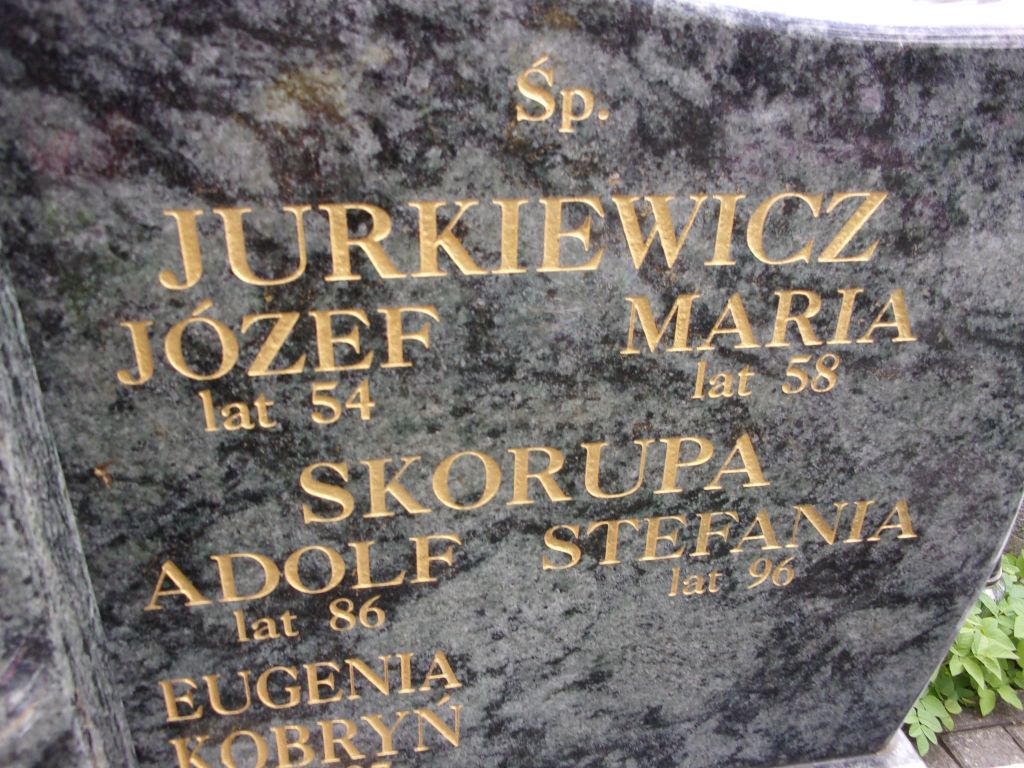 Śp.
JURKIEWICZ
JÓZEF MARIA
lat 54 lat 58
SKORUPA
ADOLF STEFANIA
lat 86 lat 96
EUGENIA
KOBRYŃ